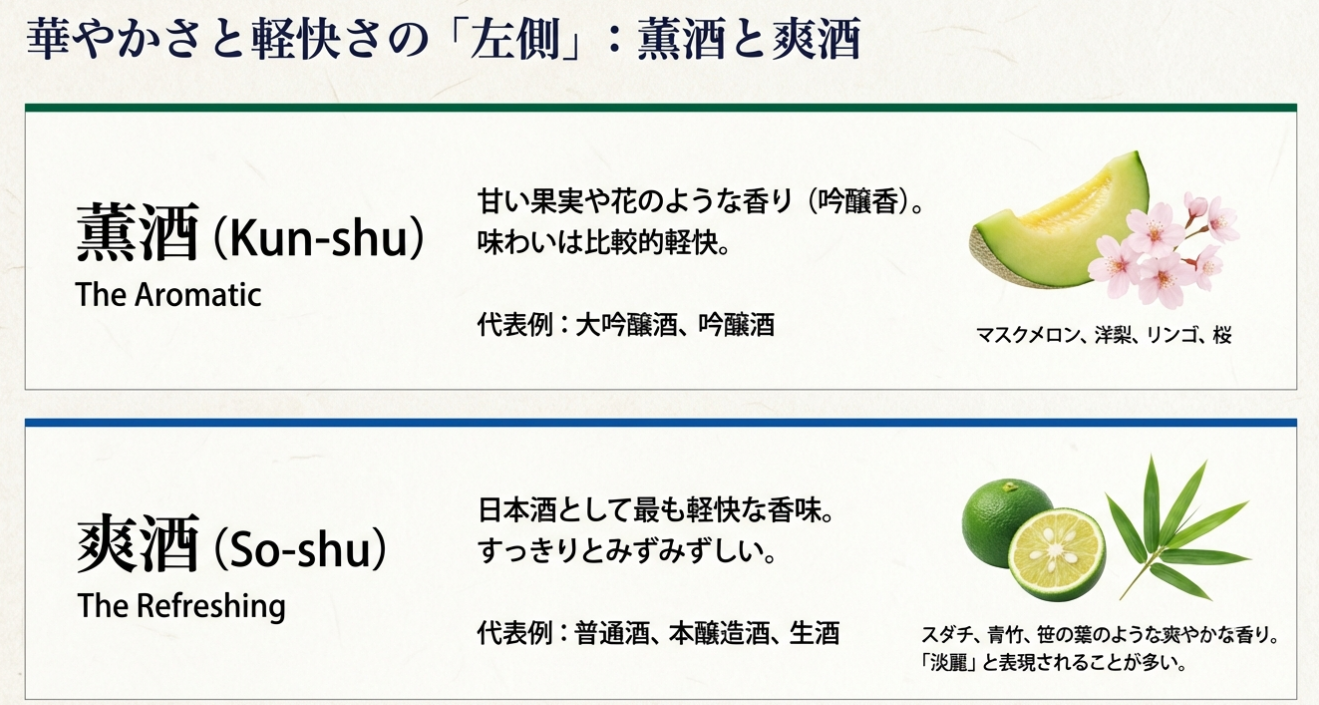 華やかさと軽快さの「左側」：薫酒と爽酒
薫酒（Kun-shu）
The Aromatic
甘い果実や花のような香り（吟醸香）。
味わいは比較的軽快。
代表例：大吟醸酒、吟醸酒
マスクメロン、洋梨、リンゴ、桜
爽酒（So-shu）
The Refreshing
日本酒として最も軽快な香味。
すっきりとみずみずしい。
代表例：普通酒、本醸造酒、生酒
スダチ、青竹、笹の葉のような爽やかな香り。
「淡麗」と表現されることが多い。